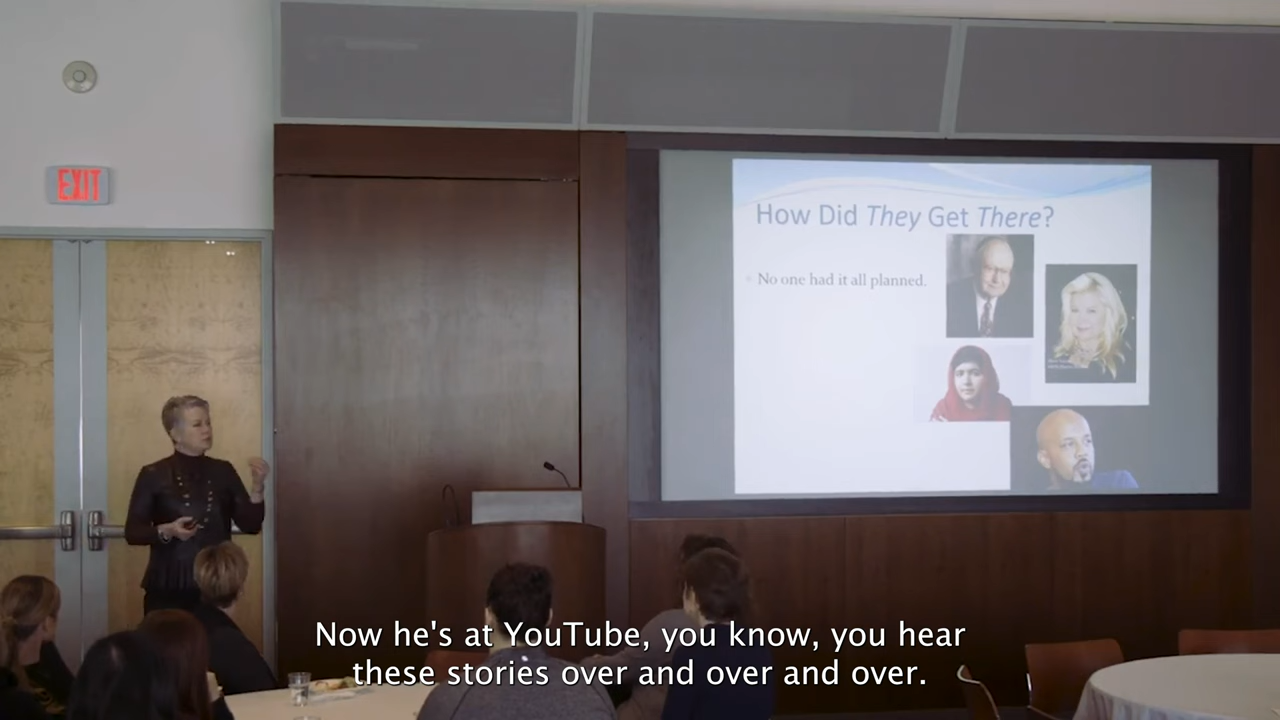 EXIT
How Did They Get There?
No one had it all planned.
Now he's at YouTube, you know, you hear
these stories over and over and over.